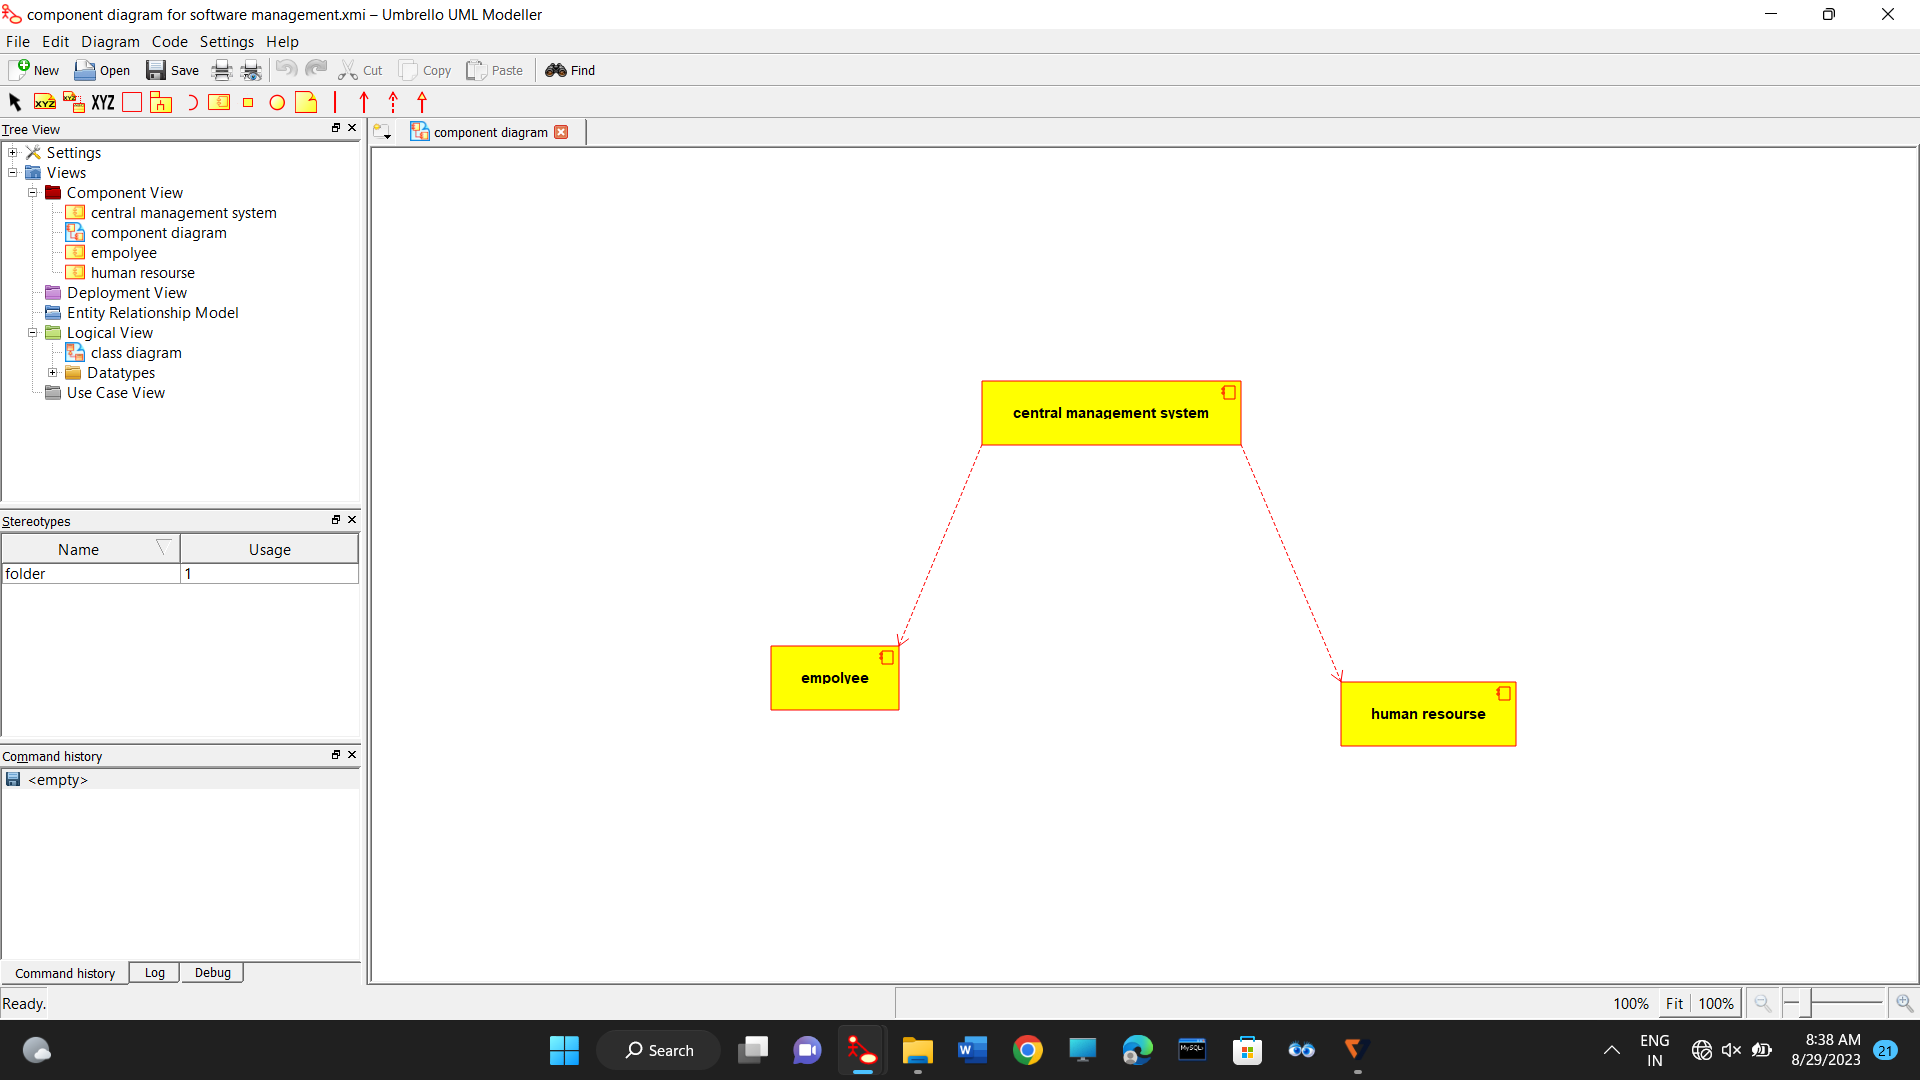 component diagram for software management.xmi – Umbrello UML Modeller
File Edit Diagram Code Settings Help
New Open Save Cut Copy Paste Find
XYZ XYZ XYZ
Tree View
component diagram
Settings
Views
Component View
central management system
component diagram
empolyee
human resourse
Deployment View
Entity Relationship Model
Logical View
class diagram
Datatypes
Use Case View
central management system
empolyee
human resourse
Stereotypes
Name Usage
folder 1
Command history
<empty>
Command history Log Debug
Ready.
100% Fit 100%
Search
W
MySQL
ENG
IN
8:38 AM
8/29/2023
21